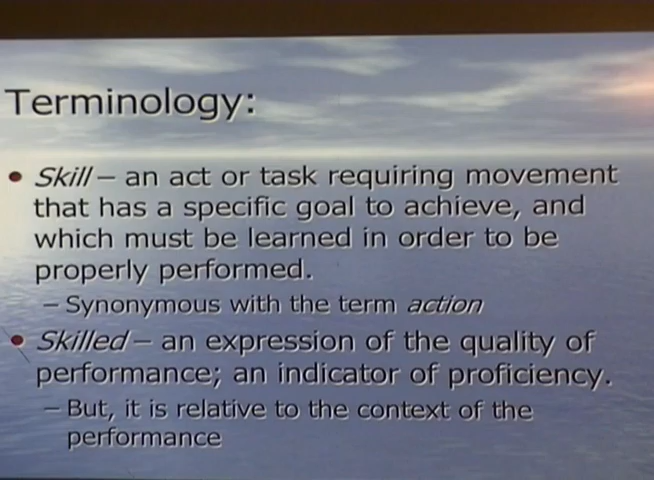 Terminology:
• Skill – an act or task requiring movement
that has a specific goal to achieve, and
which must be learned in order to be
properly performed.
– Synonymous with the term action
• Skilled – an expression of the quality of
performance; an indicator of proficiency.
– But, it is relative to the context of the
performance